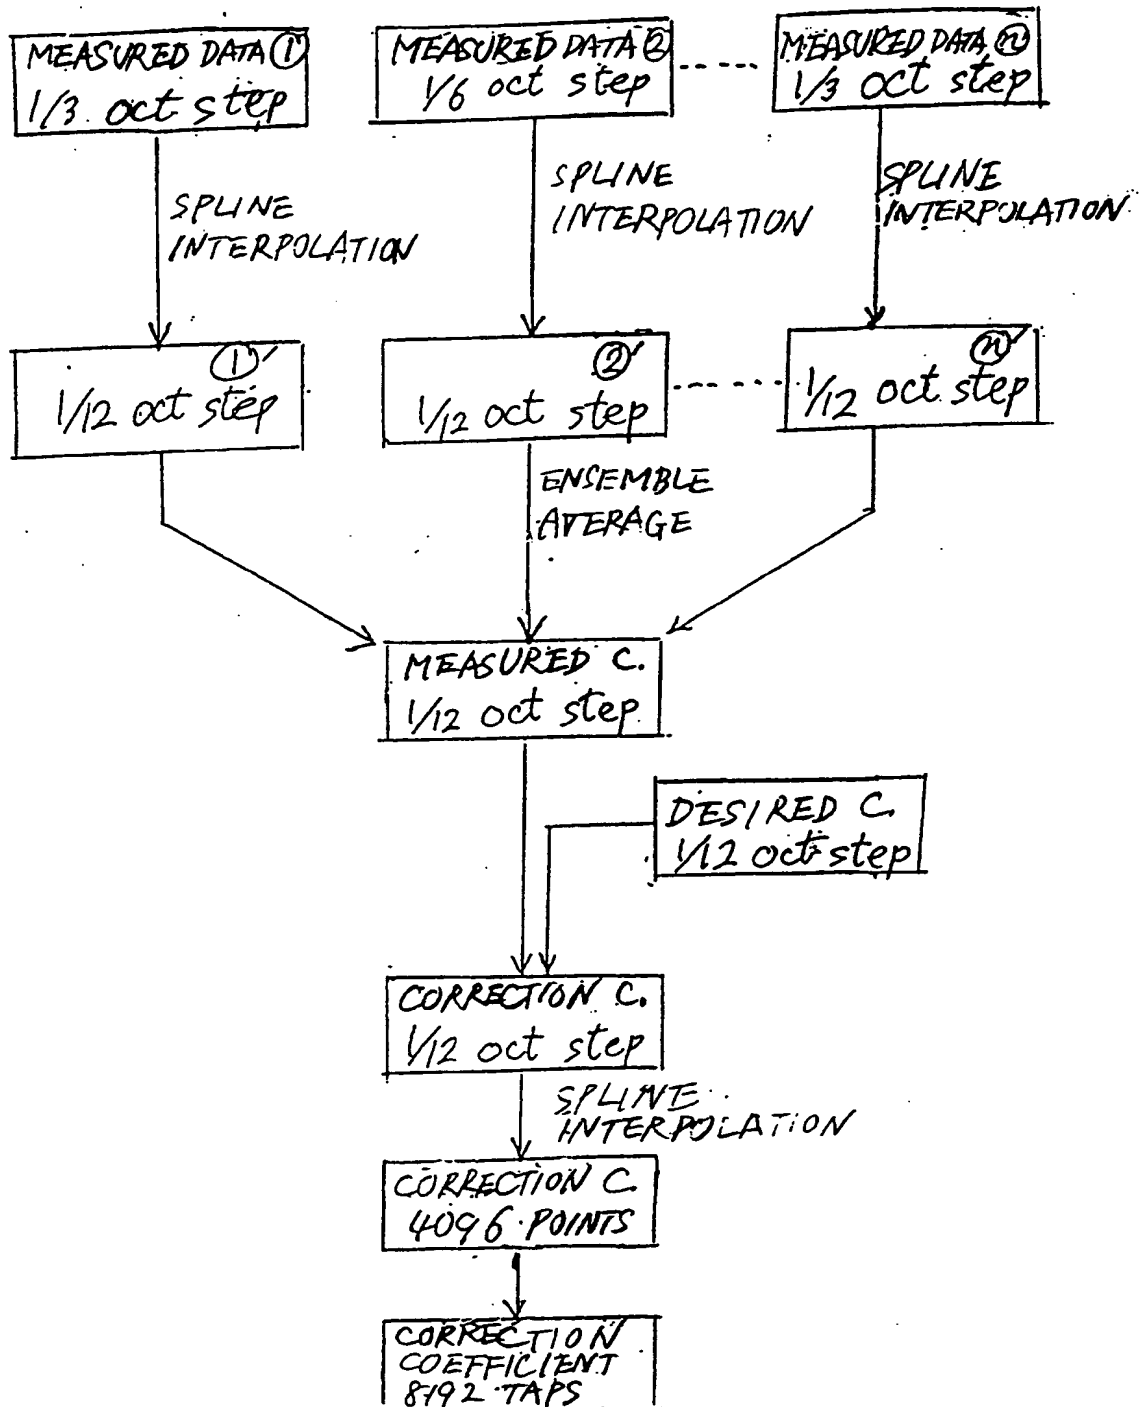 MEASURED DATA ①
1/3 oct step
MEASURED DATA ②
1/6 oct step
MEASURED DATA ⓝ
1/3 oct step
SPLINE
INTERPOLATION
SPLINE
INTERPOLATION
SPLINE
INTERPOLATION
①′
1/12 oct step
②′
1/12 oct step
ⓝ′
1/12 oct step
ENSEMBLE
AVERAGE
MEASURED C.
1/12 oct step
DESIRED C.
1/12 oct step
CORRECTION C.
1/12 oct step
SPLINE
INTERPOLATION
CORRECTION C.
4096 POINTS
CORRECTION
COEFFICIENT
8192 TAPS